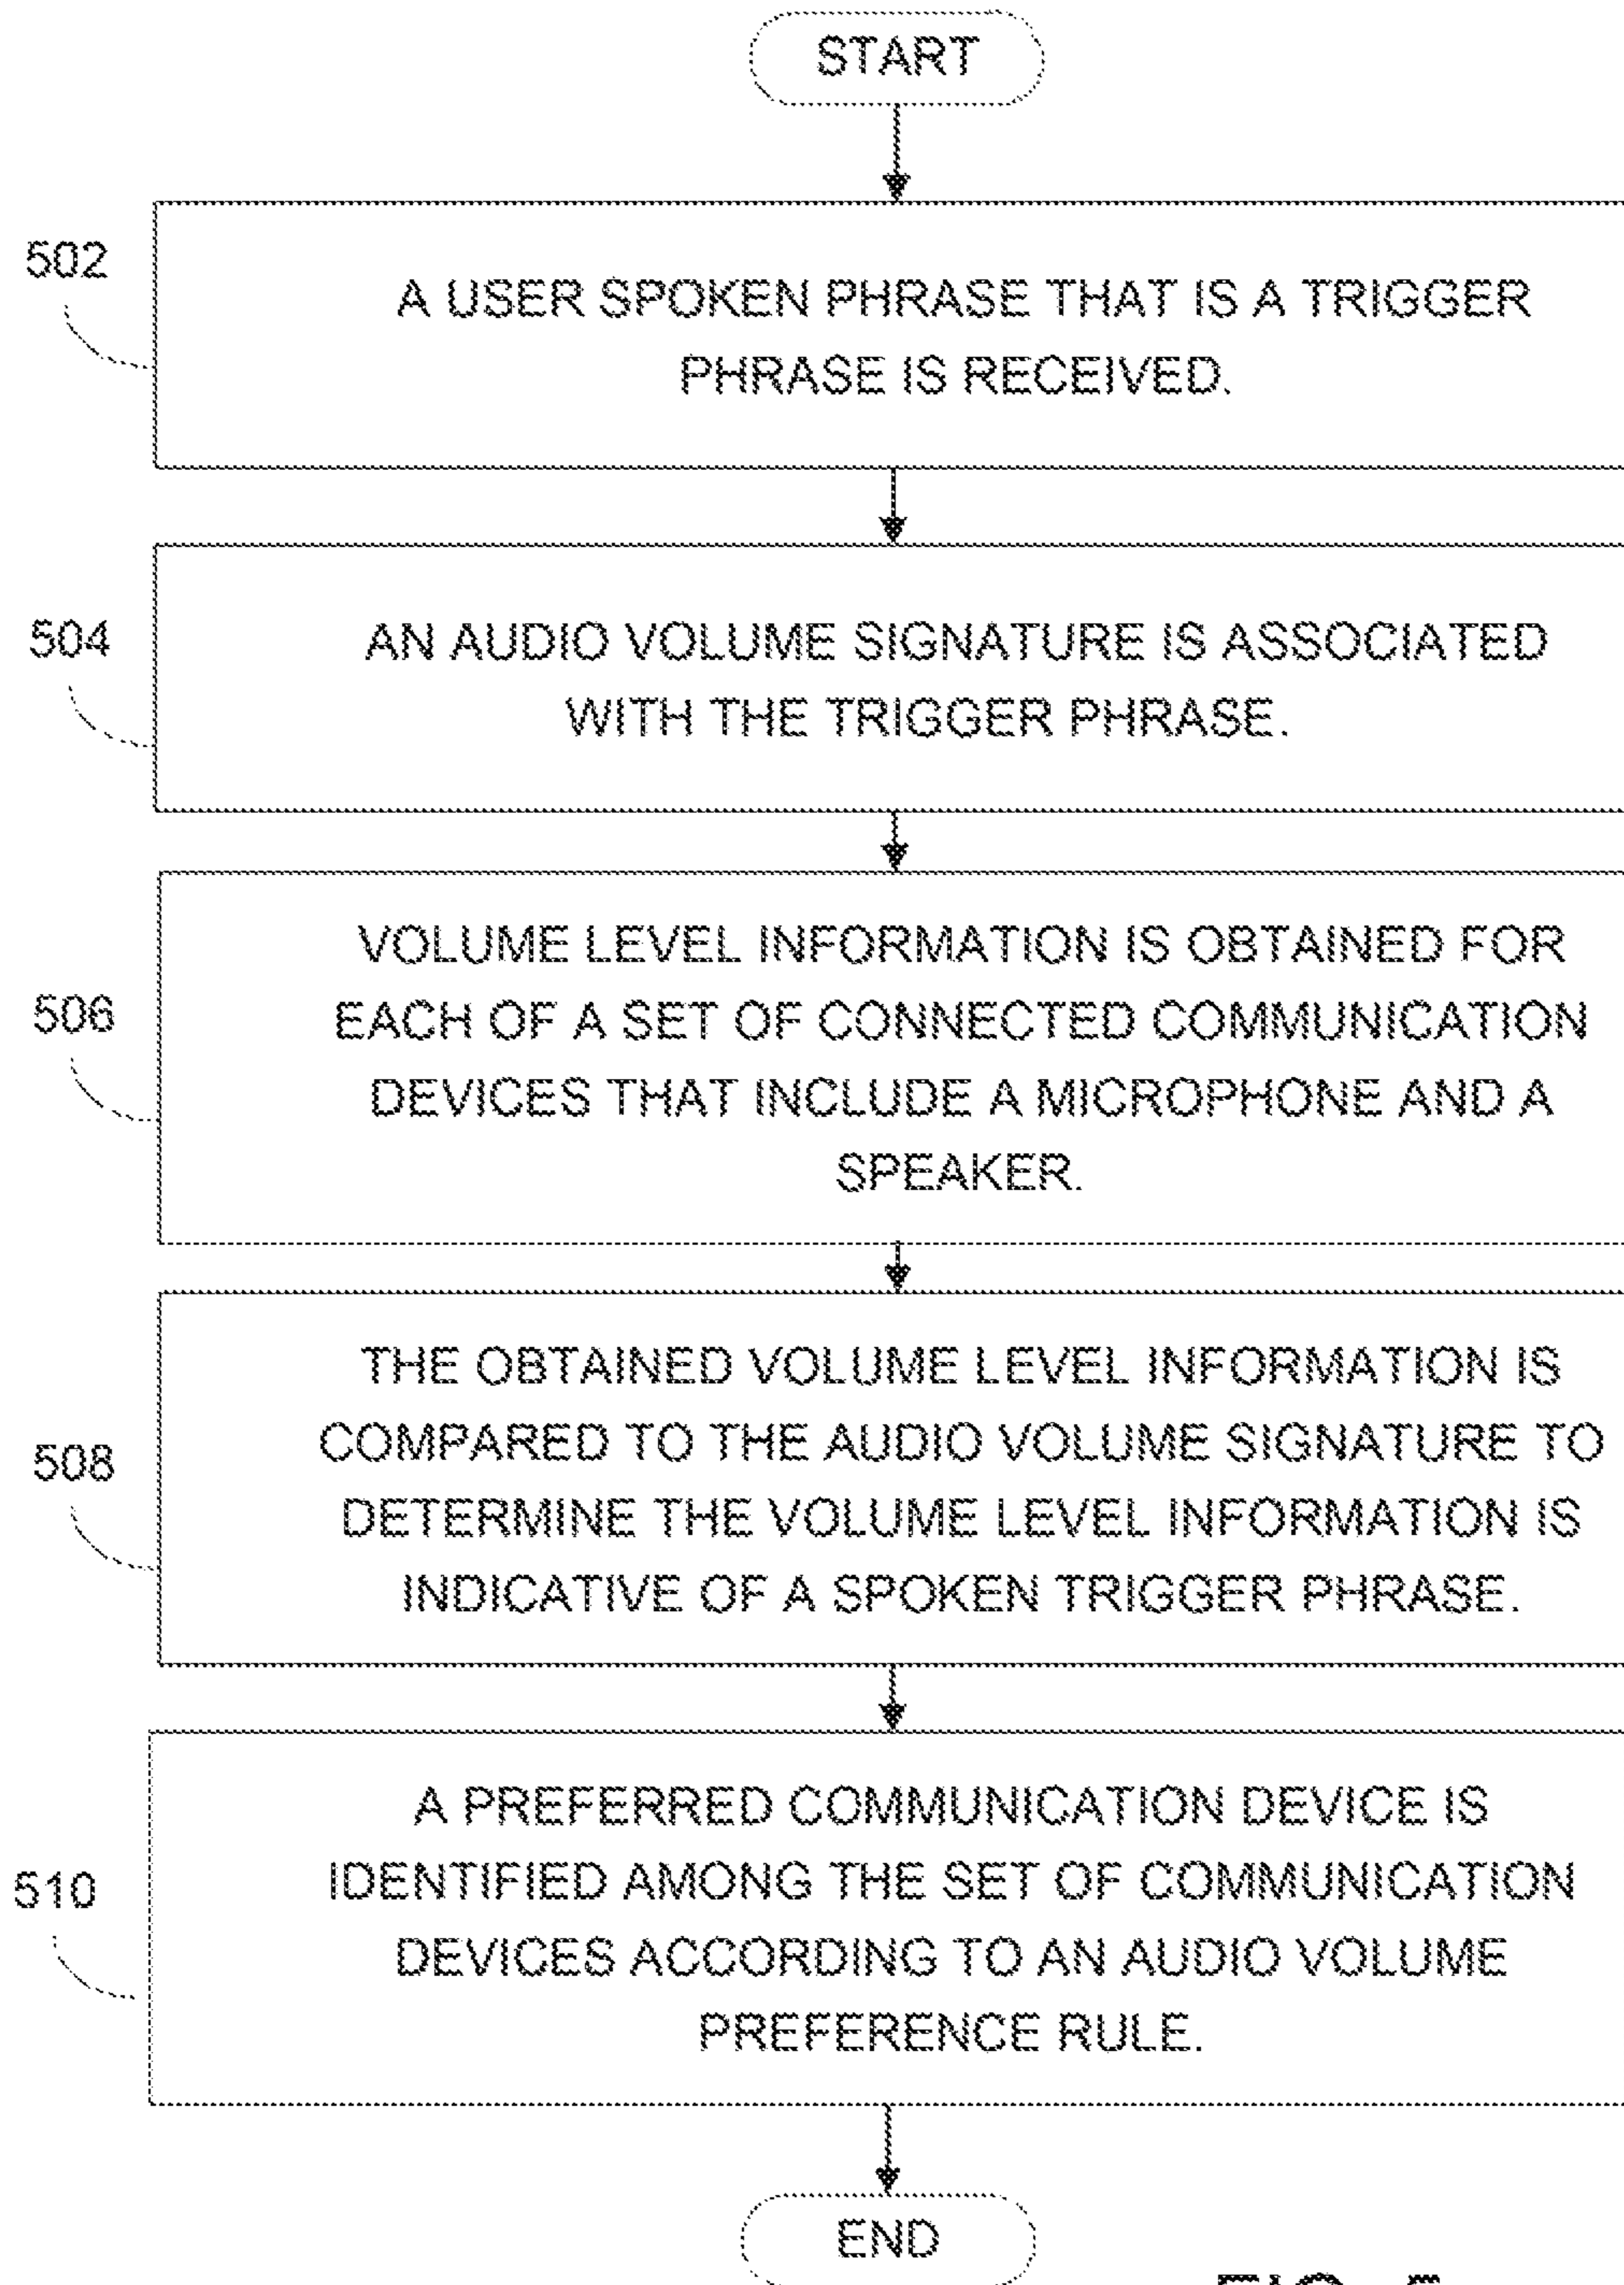 START
502
A USER SPOKEN PHRASE THAT IS A TRIGGER
PHRASE IS RECEIVED.
504
AN AUDIO VOLUME SIGNATURE IS ASSOCIATED
WITH THE TRIGGER PHRASE.
506
VOLUME LEVEL INFORMATION IS OBTAINED FOR
EACH OF A SET OF CONNECTED COMMUNICATION
DEVICES THAT INCLUDE A MICROPHONE AND A
SPEAKER.
508
THE OBTAINED VOLUME LEVEL INFORMATION IS
COMPARED TO THE AUDIO VOLUME SIGNATURE TO
DETERMINE THE VOLUME LEVEL INFORMATION IS
INDICATIVE OF A SPOKEN TRIGGER PHRASE.
510
A PREFERRED COMMUNICATION DEVICE IS
IDENTIFIED AMONG THE SET OF COMMUNICATION
DEVICES ACCORDING TO AN AUDIO VOLUME
PREFERENCE RULE.
END